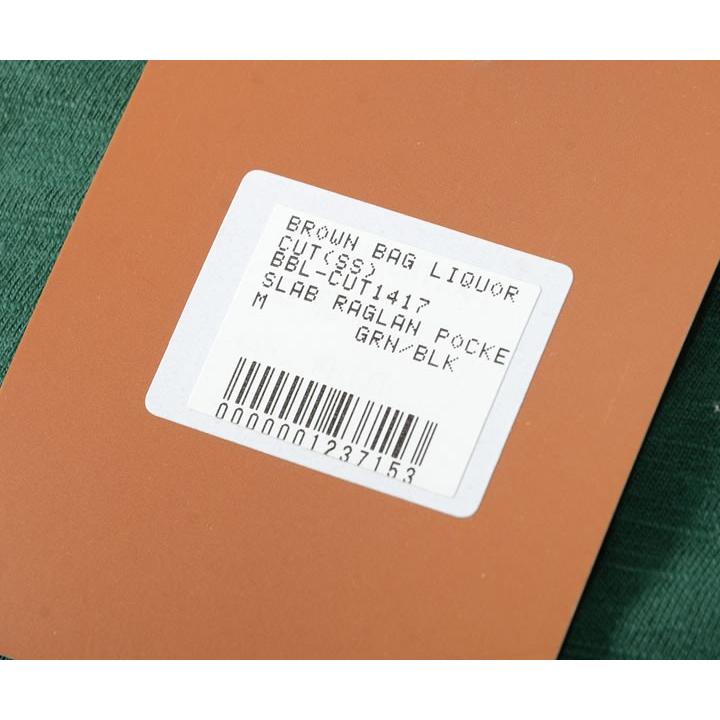 BROWN BAG LIQUOR
CUT(SS)
BBL-CUT1417
SLAB RAGLAN POCKE
M GRN/BLK
0000001237153